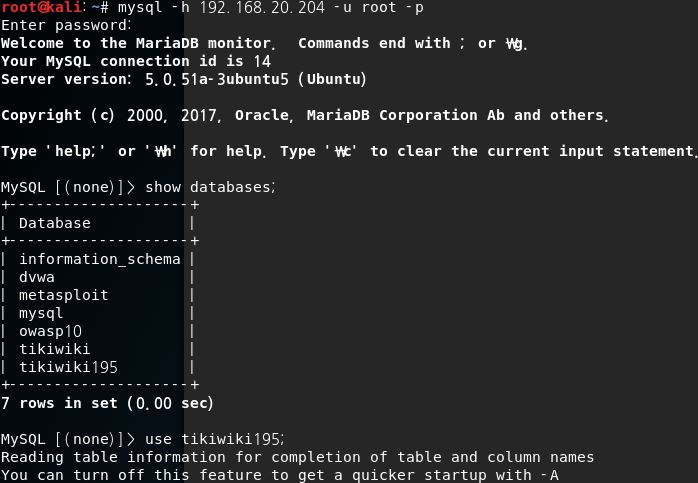 root@kali:~# mysql -h 192.168.20.204 -u root -p
Enter password:
Welcome to the MariaDB monitor.  Commands end with ; or ₩g.
Your MySQL connection id is 14
Server version: 5.0.51a-3ubuntu5 (Ubuntu)

Copyright (c) 2000, 2017, Oracle, MariaDB Corporation Ab and others.

Type 'help;' or '₩h' for help. Type '₩c' to clear the current input statement.

MySQL [(none)]> show databases;
+--------------------+
| Database           |
+--------------------+
| information_schema |
| dvwa               |
| metasploit         |
| mysql              |
| owasp10            |
| tikiwiki           |
| tikiwiki195        |
+--------------------+
7 rows in set (0.00 sec)

MySQL [(none)]> use tikiwiki195;
Reading table information for completion of table and column names
You can turn off this feature to get a quicker startup with -A